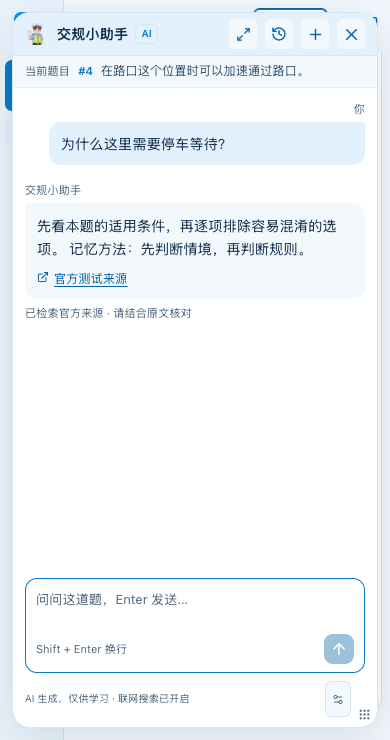 交规小助手 AI
当前题目 #4 在路口这个位置时可以加速通过路口。
你
为什么这里需要停车等待？
交规小助手
先看本题的适用条件，再逐项排除容易混淆的选
项。 记忆方法：先判断情境，再判断规则。
官方测试来源
已检索官方来源 · 请结合原文核对
问问这道题，Enter 发送...
Shift + Enter 换行
AI 生成，仅供学习 · 联网搜索已开启